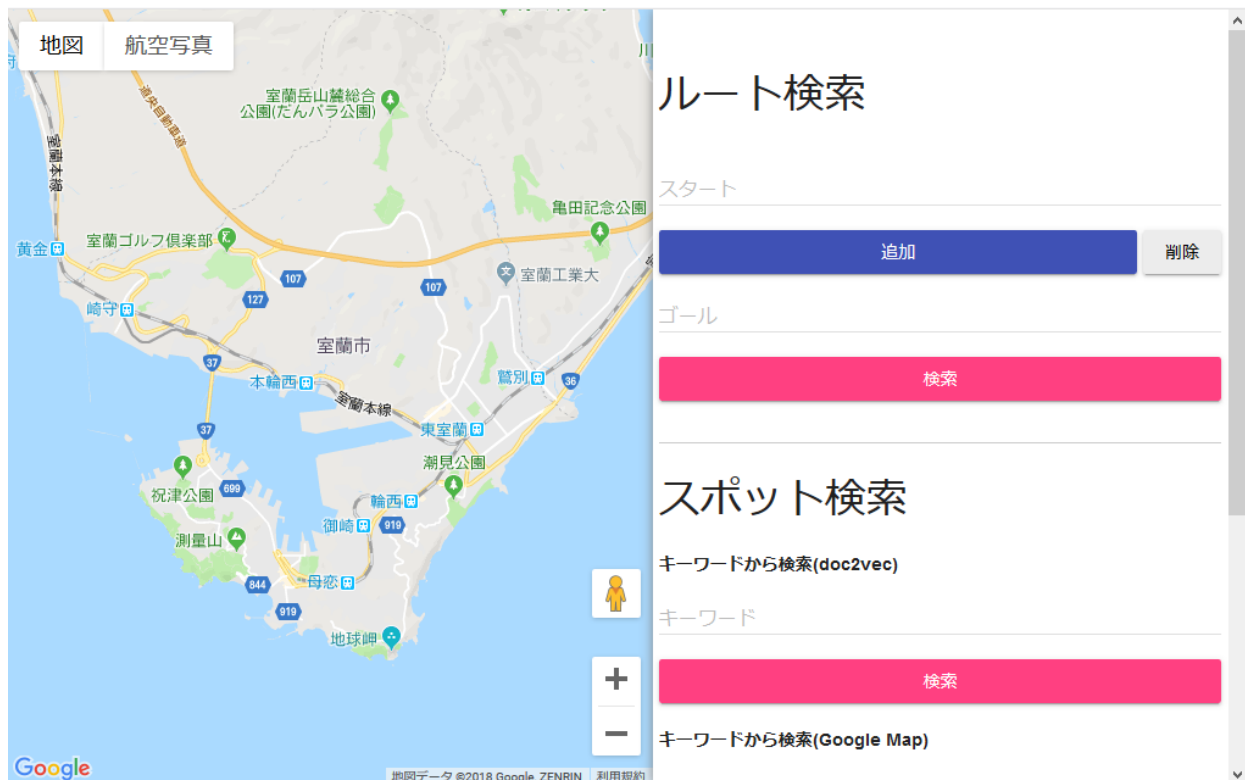 地図
航空写真
川
室蘭岳山麓総合
公園(だんパラ公園)
道央自動車道
室蘭本線
亀田記念公園
室蘭ゴルフ倶楽部
黄金
107
107
室蘭工業大
127
崎守
室蘭市
37
本輪西
鷲別
36
室蘭本線
37
東室蘭
潮見公園
祝津公園
699
輪西
御崎
919
測量山
844
母恋
919
地球岬
Google
地図データ ©2018 Google, ZENRIN
利用規約
ルート検索
スタート
追加
削除
ゴール
検索
スポット検索
キーワードから検索(doc2vec)
キーワード
検索
キーワードから検索(Google Map)